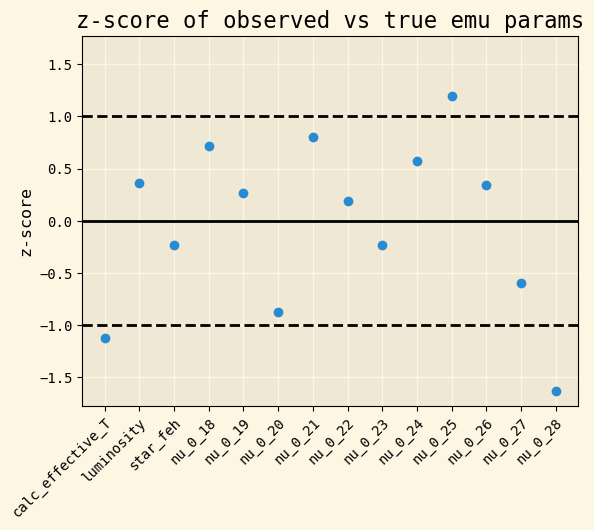 z-score of observed vs true emu params
z-score
1.5
1.0
0.5
0.0
−0.5
−1.0
−1.5
calc_effective_T
luminosity
star_feh
nu_0_18
nu_0_19
nu_0_20
nu_0_21
nu_0_22
nu_0_23
nu_0_24
nu_0_25
nu_0_26
nu_0_27
nu_0_28